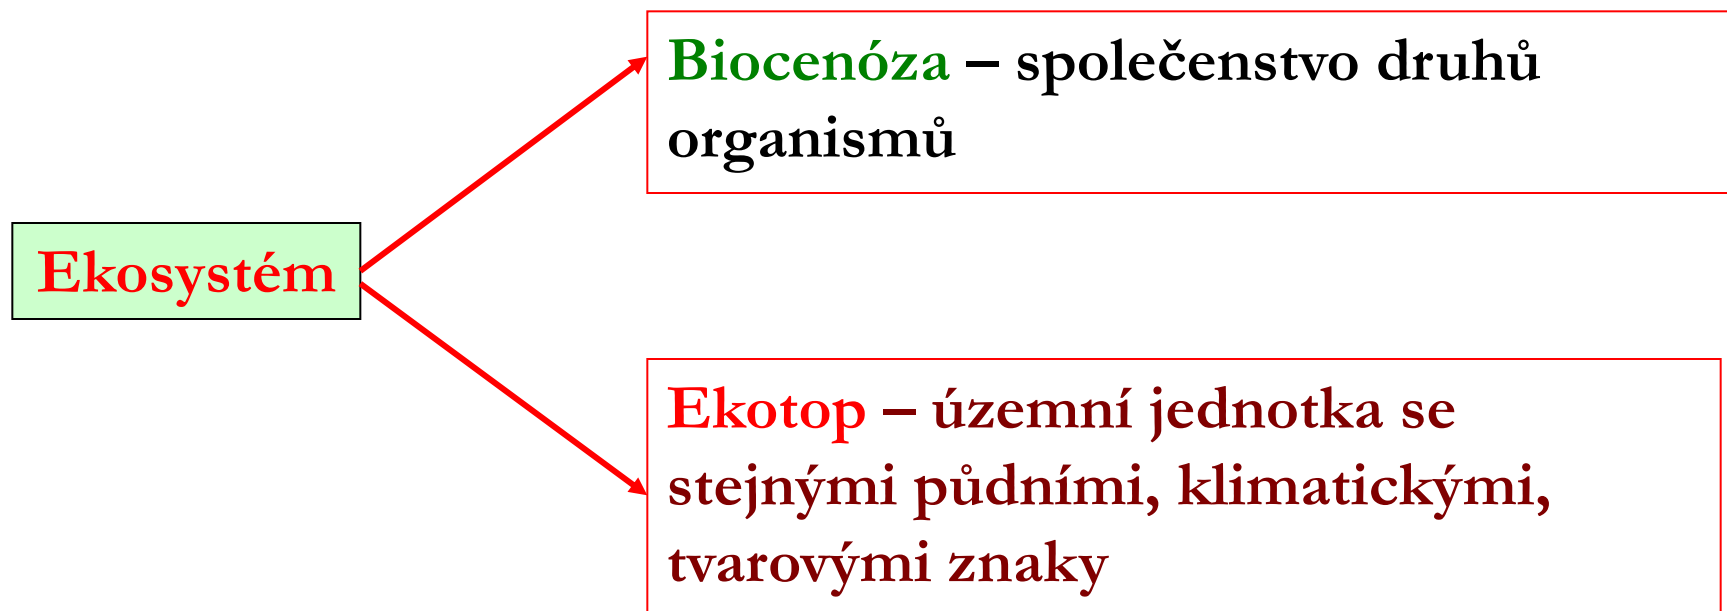 Biocenóza – společenstvo druhů
organismů
Ekosystém
Ekotop – územní jednotka se
stejnými půdními, klimatickými,
tvarovými znaky